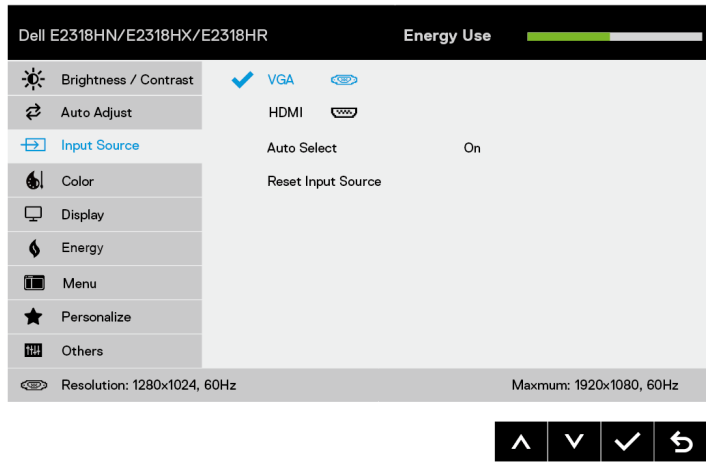 Dell E2318HN/E2318HX/E2318HR Energy Use
Brightness / Contrast VGA
Auto Adjust HDMI
Input Source Auto Select On
Color Reset Input Source
Display
Energy
Menu
Personalize
Others
Resolution: 1280x1024, 60Hz Maxmum: 1920x1080, 60Hz